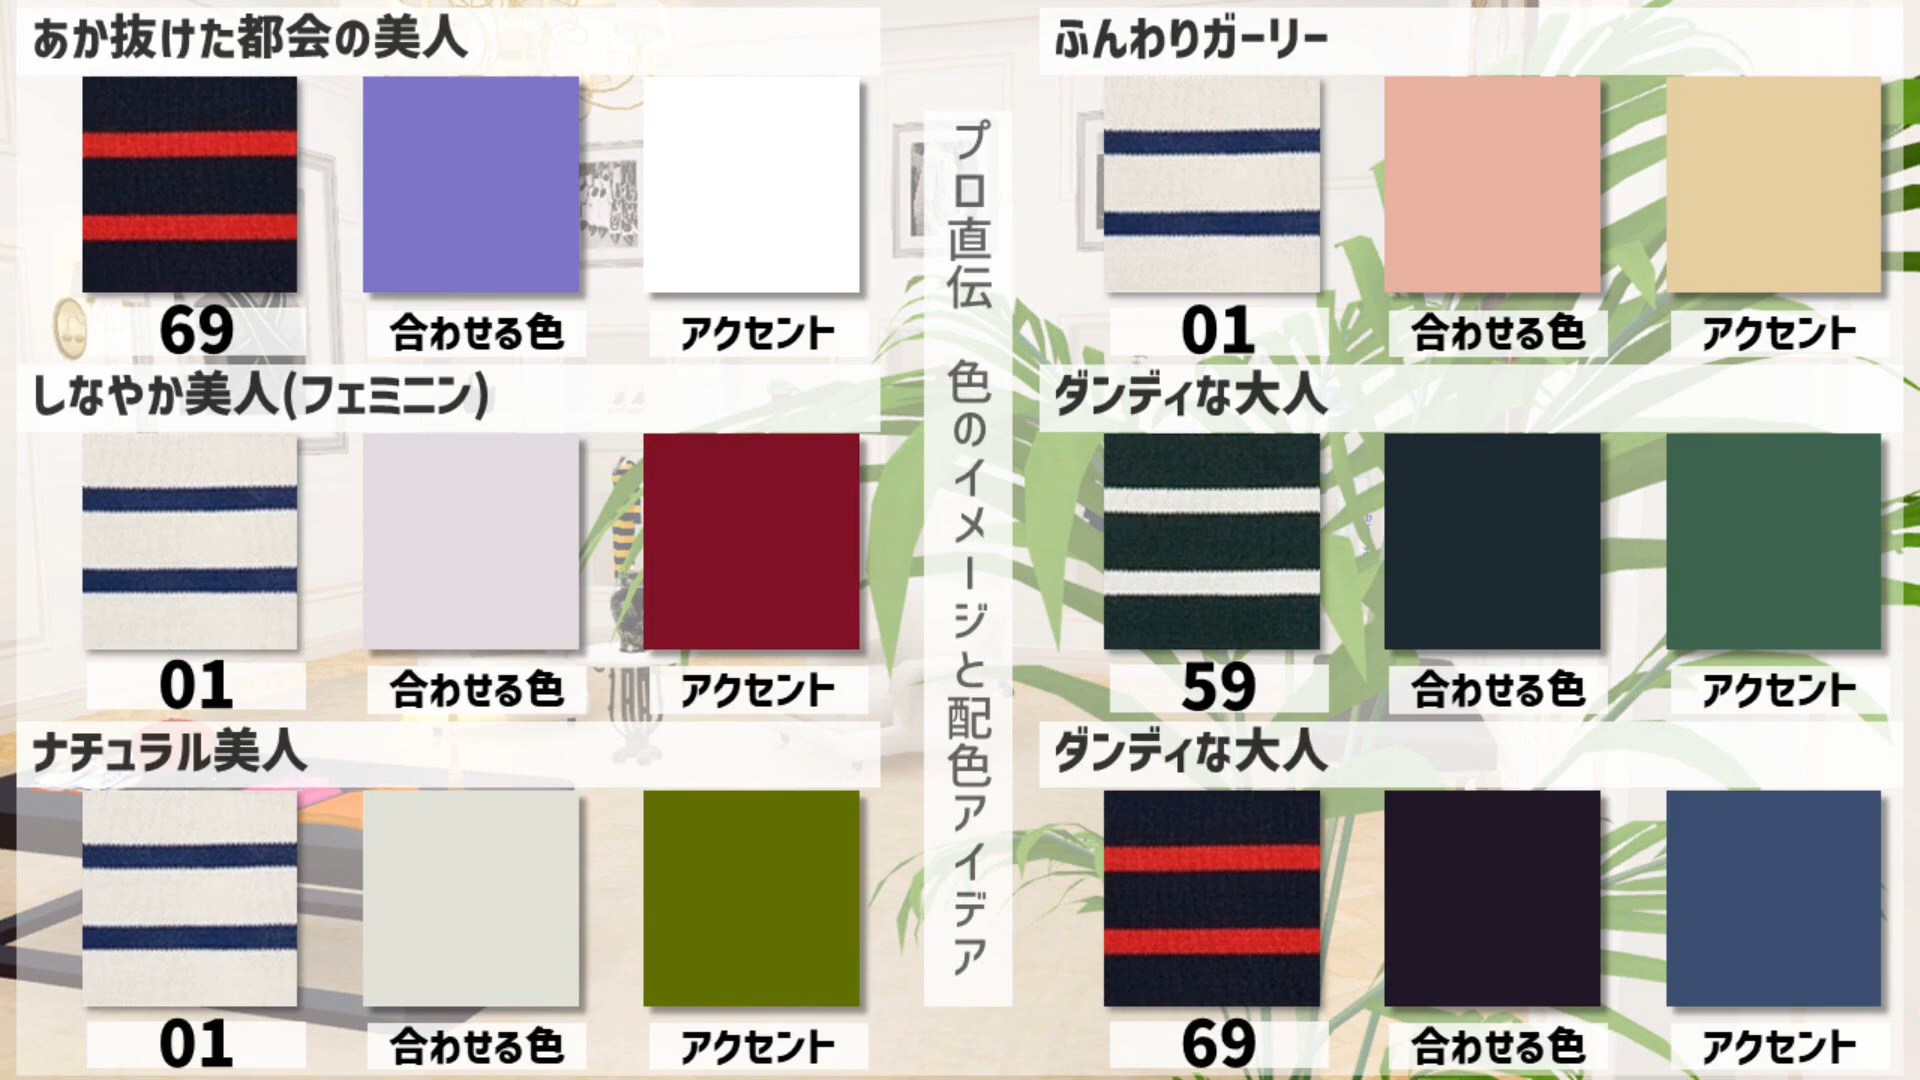 あか抜けた都会の美人
69
合わせる色
アクセント
しなやか美人(フェミニン)
01
合わせる色
アクセント
ナチュラル美人
01
合わせる色
アクセント
プロ直伝 色のイメージと配色アイデア
ふんわりガーリー
01
合わせる色
アクセント
ダンディな大人
59
合わせる色
アクセント
ダンディな大人
69
合わせる色
アクセント